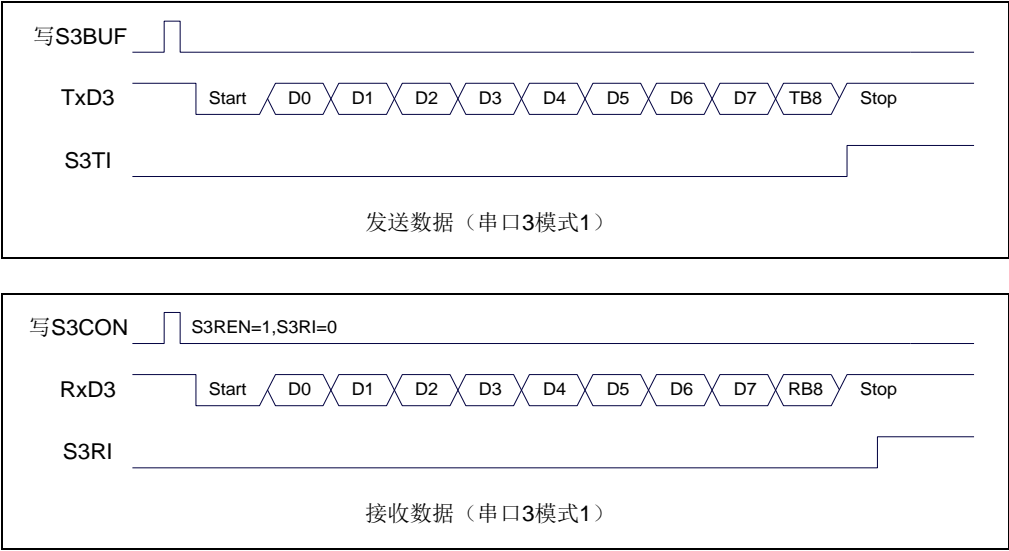 写S3BUF
TxD3 Start D0 D1 D2 D3 D4 D5 D6 D7 TB8 Stop
S3TI
发送数据（串口3模式1）
写S3CON S3REN=1,S3RI=0
RxD3 Start D0 D1 D2 D3 D4 D5 D6 D7 RB8 Stop
S3RI
接收数据（串口3模式1）